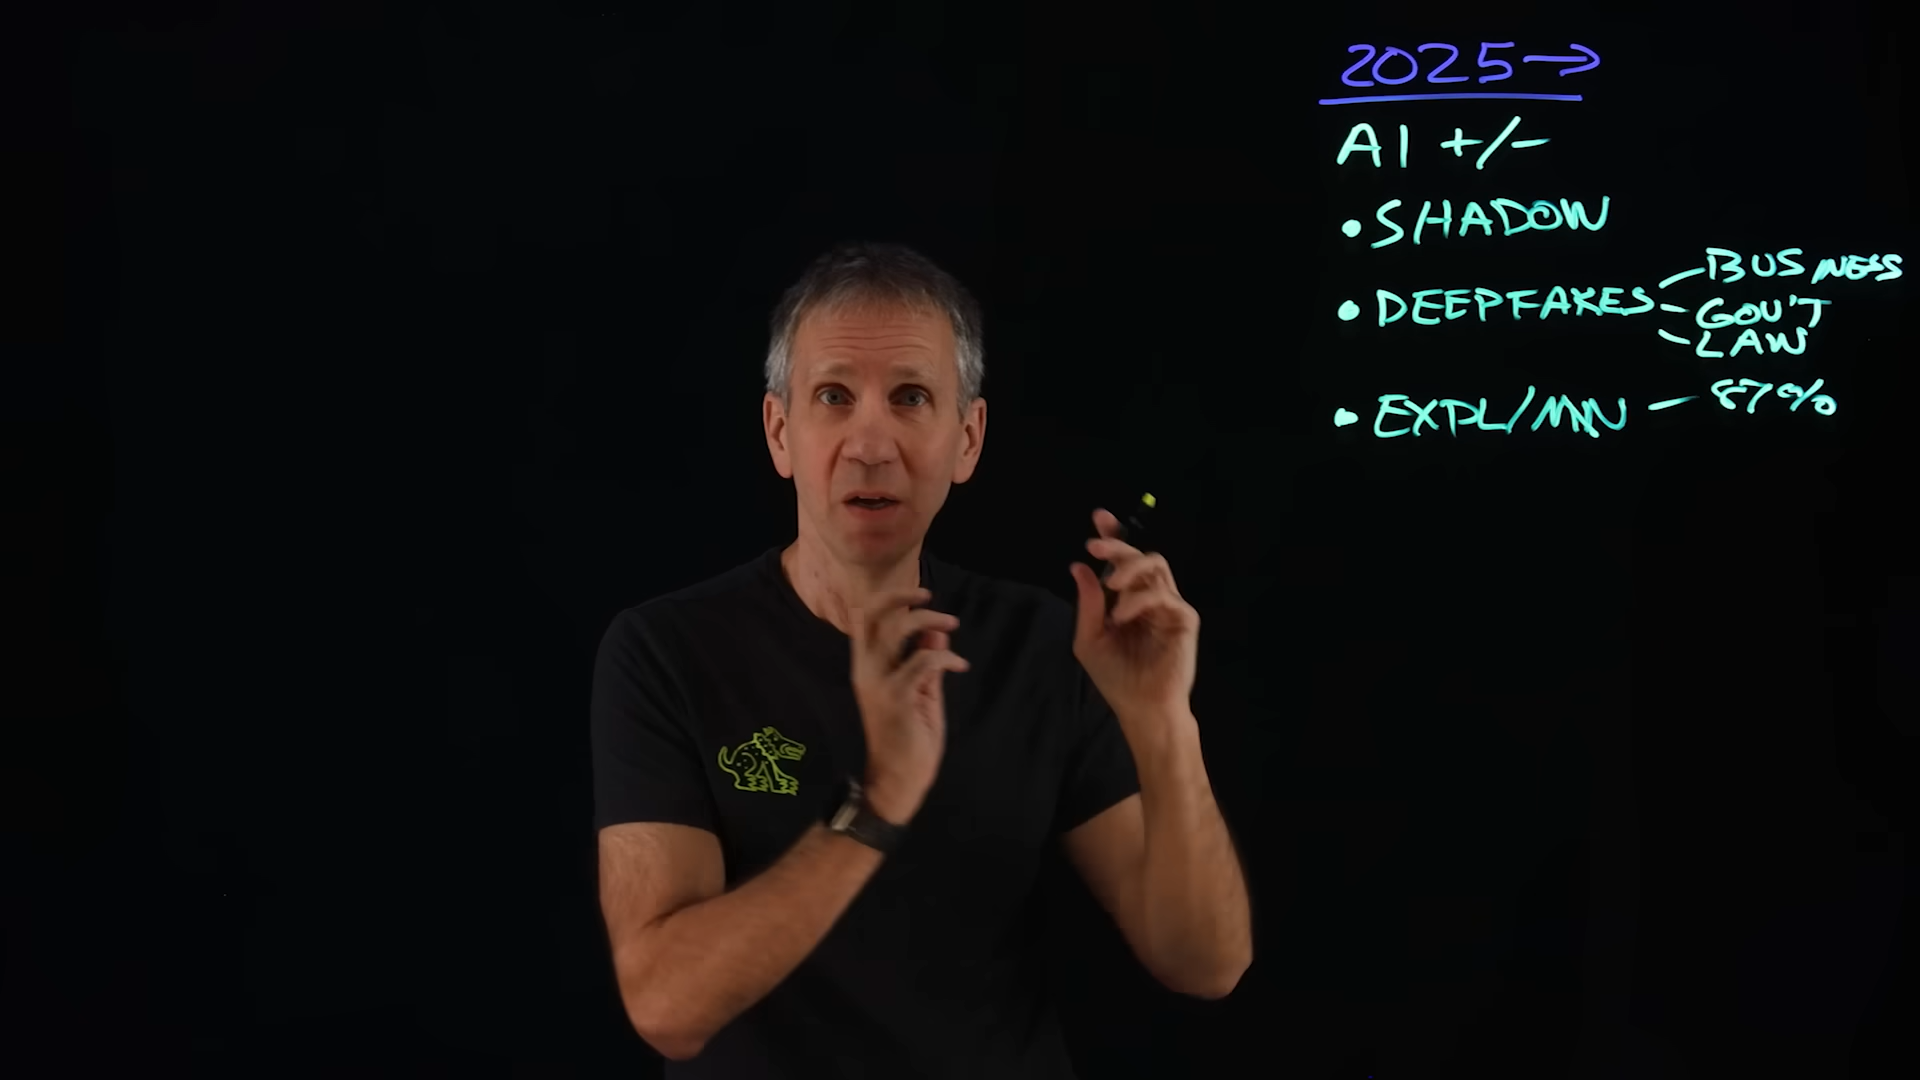 2025→
AI +/-
• SHADOW
• DEEPFAKES
BUSINESS
GOV'T
LAW
• EXPL/MN – 87%